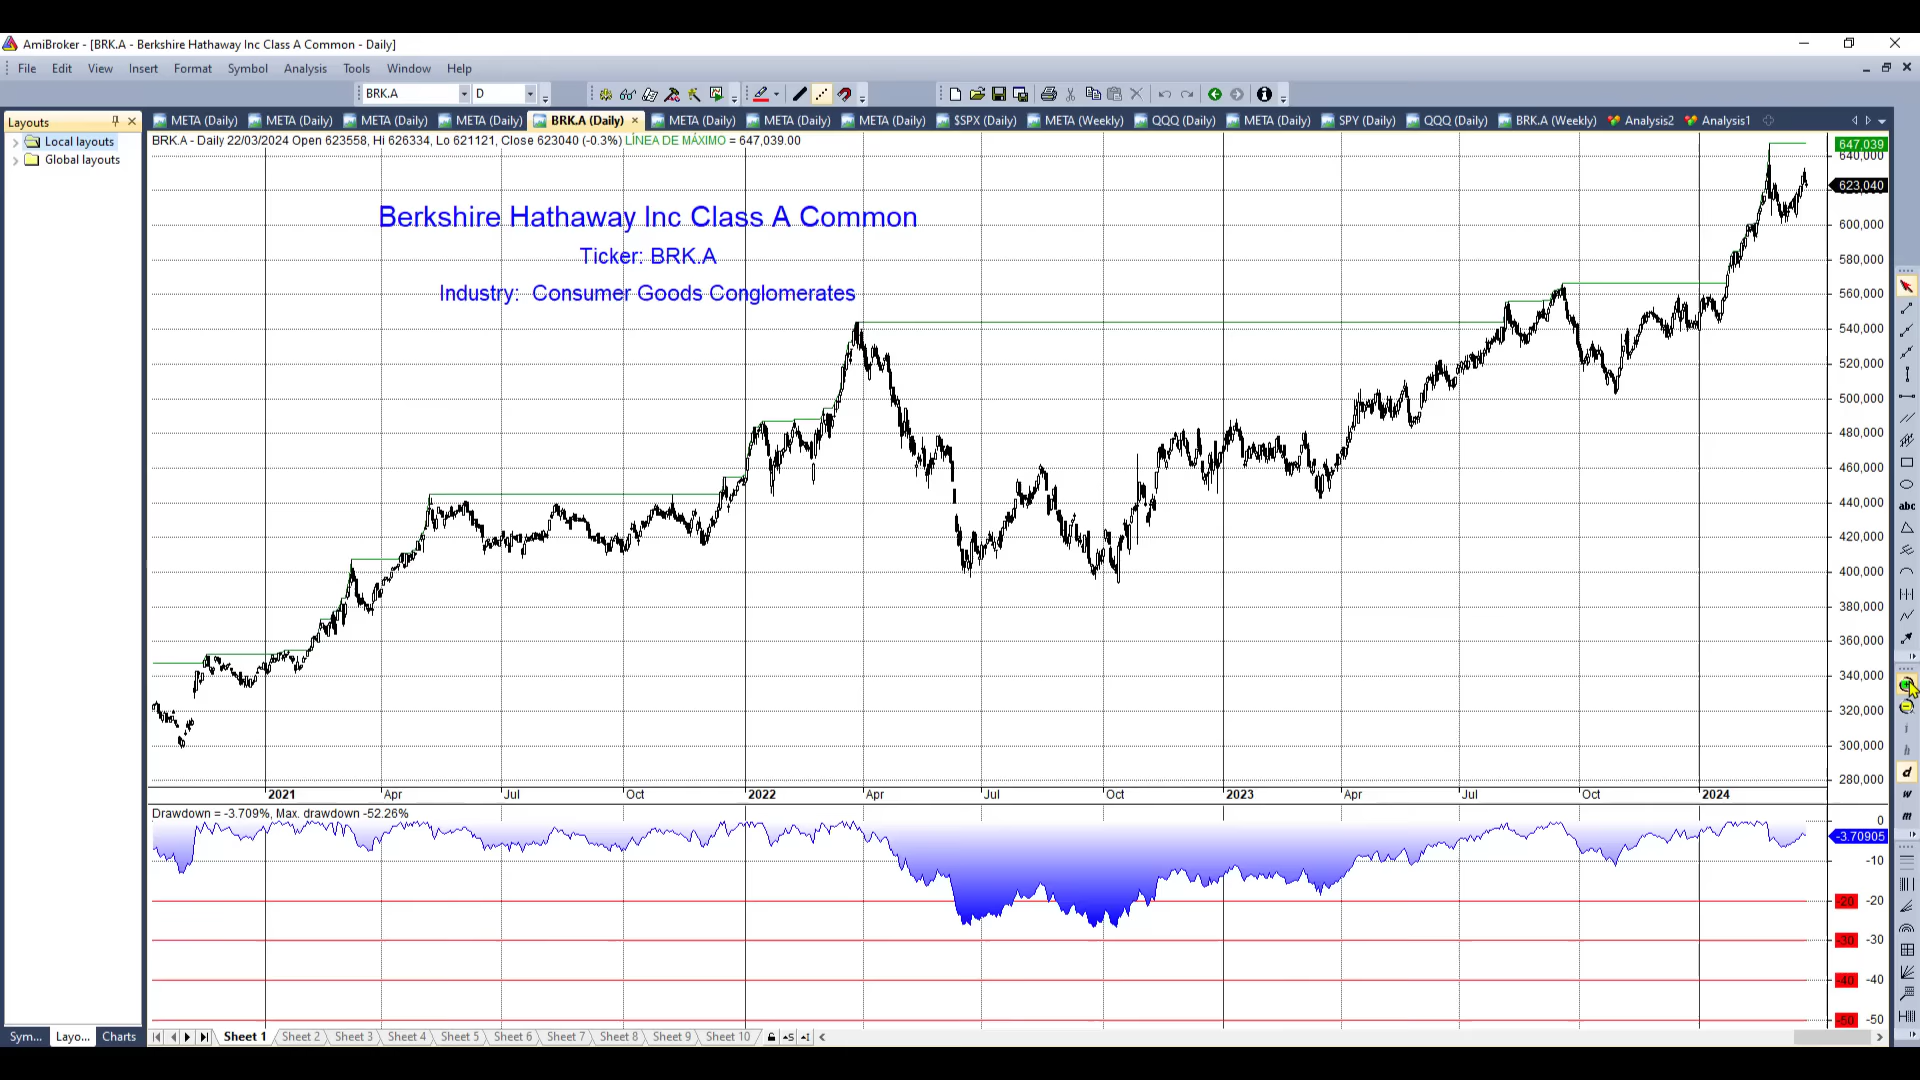 AmiBroker - [BRK.A - Berkshire Hathaway Inc Class A Common - Daily]
File Edit View Insert Format Symbol Analysis Tools Window Help
BRK.A D
Layouts
Local layouts
Global layouts
META (Daily) META (Daily) META (Daily) META (Daily) BRK.A (Daily) META (Daily) META (Daily) META (Daily) $SPX (Daily) META (Weekly) QQQ (Daily) META (Daily) SPY (Daily) QQQ (Daily) BRK.A (Weekly) Analysis2 Analysis1
BRK.A - Daily 22/03/2024 Open 623558, Hi 626334, Lo 621121, Close 623040 (-0.3%) LÍNEA DE MÁXIMO = 647,039.00
Berkshire Hathaway Inc Class A Common
Ticker: BRK.A
Industry: Consumer Goods Conglomerates
647,039
640,000
623,040
600,000
580,000
560,000
540,000
520,000
500,000
480,000
460,000
440,000
420,000
400,000
380,000
360,000
340,000
320,000
300,000
280,000
2021 Apr Jul Oct 2022 Apr Jul Oct 2023 Apr Jul Oct 2024
Drawdown = -3.709%, Max. drawdown -52.26%
0
-3.70905
-10
-20 -20
-30 -30
-40 -40
-50 -50
abc
i
h
d
w
m
Sym... Layo... Charts
Sheet 1 Sheet 2 Sheet 3 Sheet 4 Sheet 5 Sheet 6 Sheet 7 Sheet 8 Sheet 9 Sheet 10